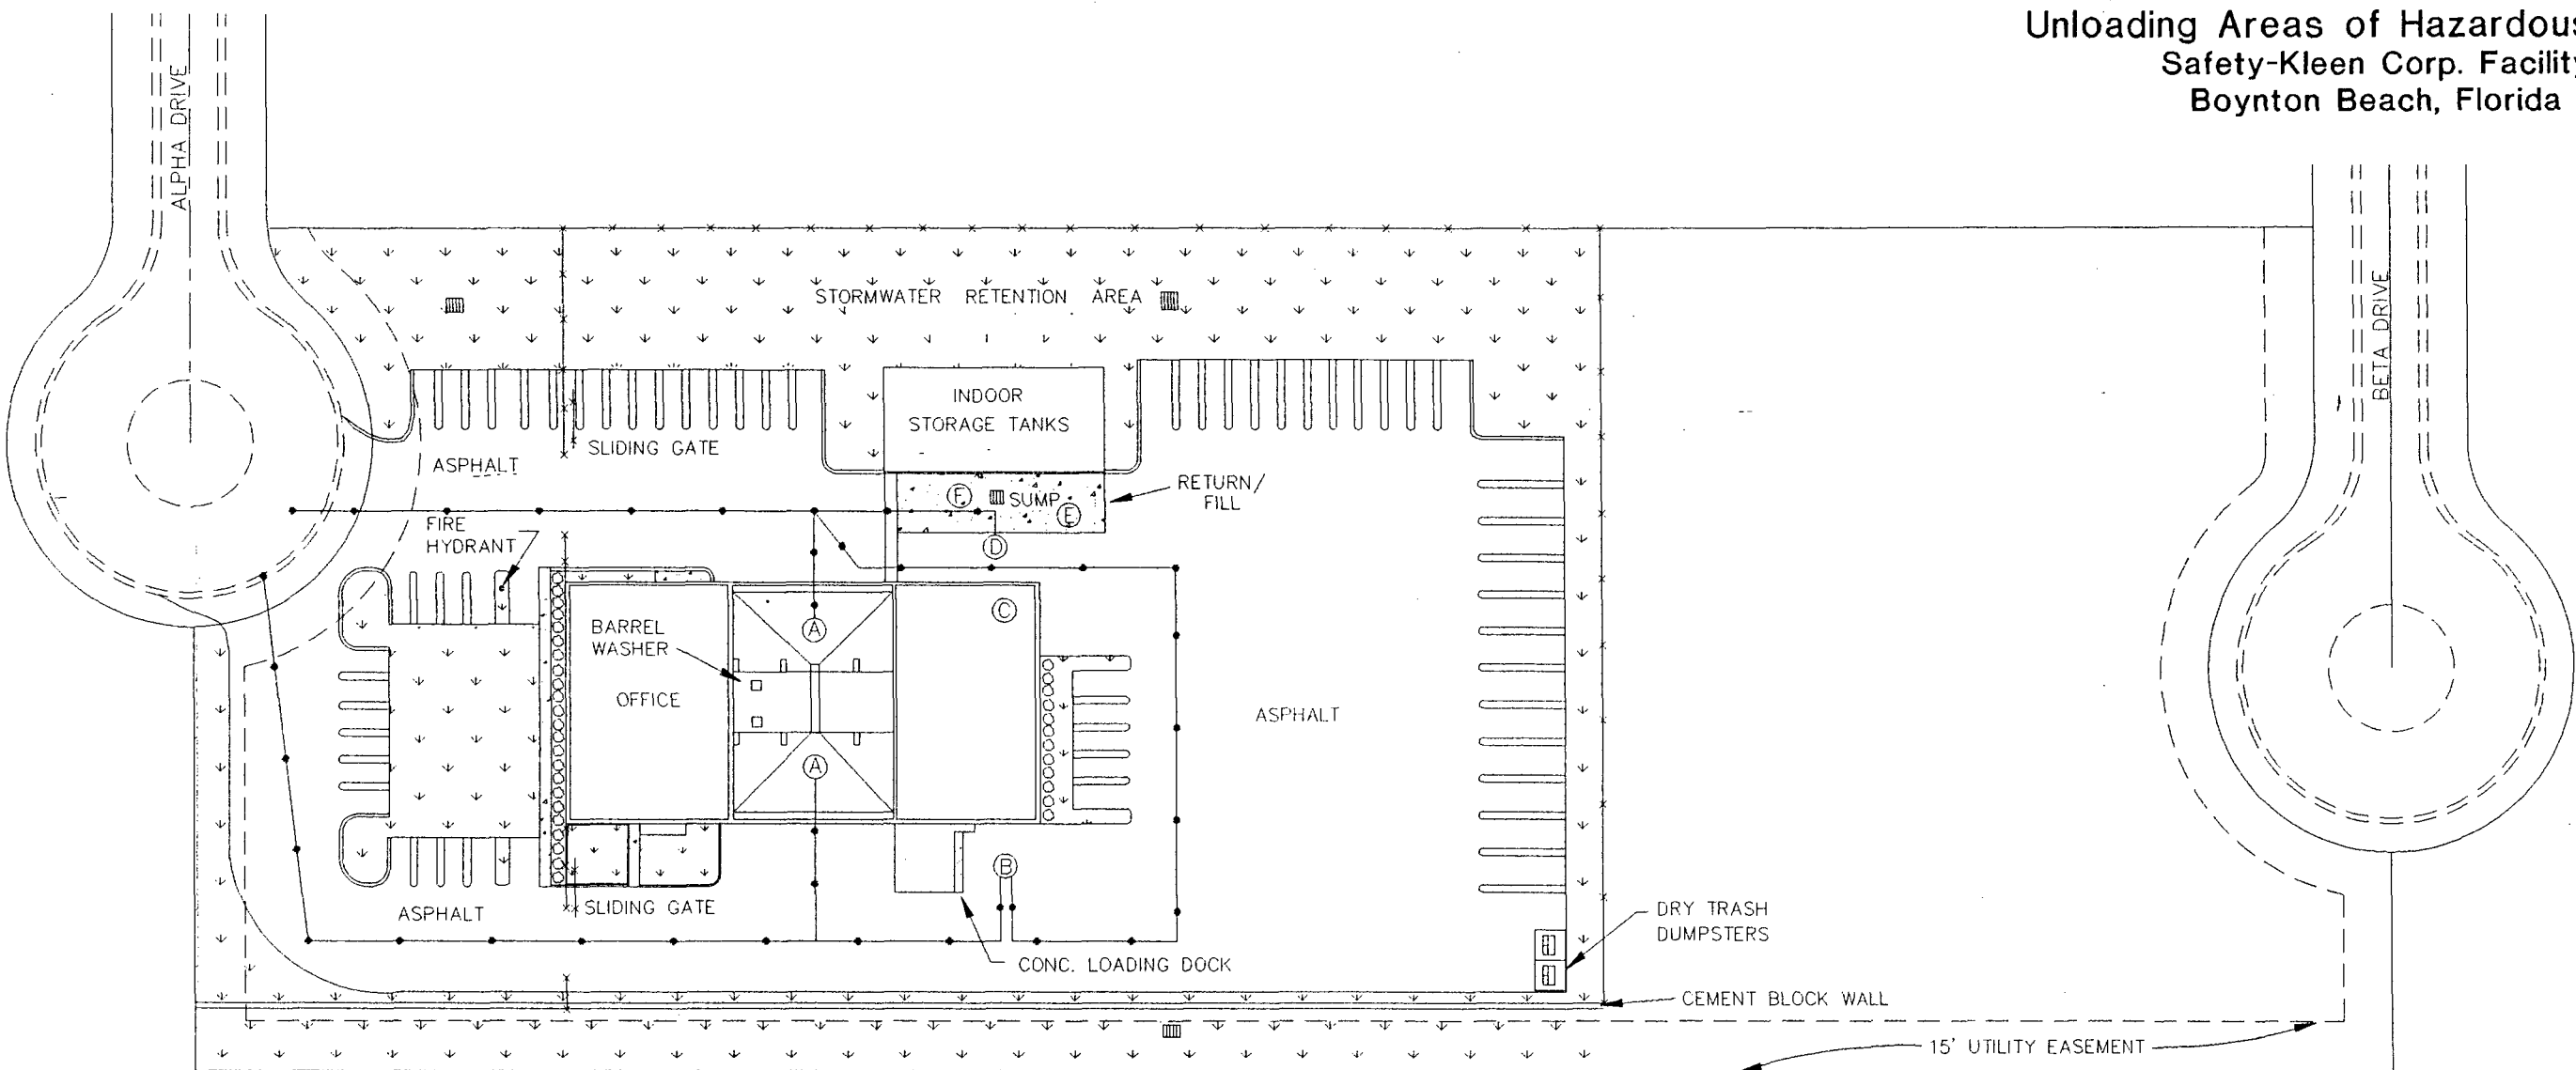 Unloading Areas of Hazardous
Safety-Kleen Corp. Facility
Boynton Beach, Florida
ALPHA DRIVE
BETA DRIVE
STORMWATER RETENTION AREA
INDOOR
STORAGE TANKS
SLIDING GATE
ASPHALT
RETURN/
FILL
F
SUMP
E
FIRE
HYDRANT
D
C
BARREL
WASHER
A
OFFICE
ASPHALT
A
B
ASPHALT
SLIDING GATE
DRY TRASH
DUMPSTERS
CONC. LOADING DOCK
CEMENT BLOCK WALL
15' UTILITY EASEMENT